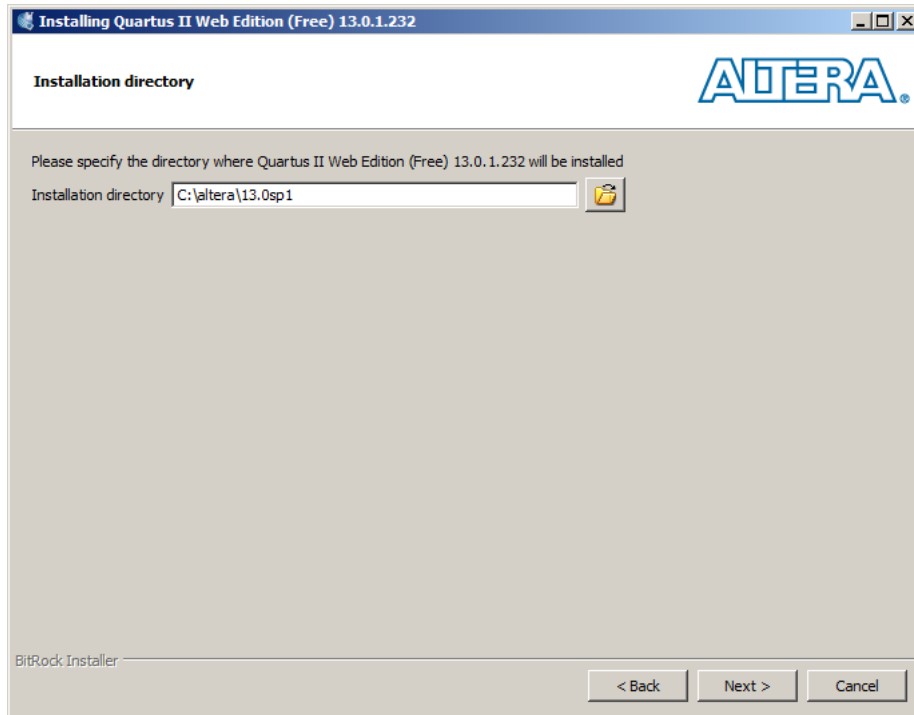 Installing Quartus II Web Edition (Free) 13.0.1.232
Installation directory
ALTERA®
Please specify the directory where Quartus II Web Edition (Free) 13.0.1.232 will be installed
Installation directory C:\altera\13.0sp1
BitRock Installer
< Back Next > Cancel